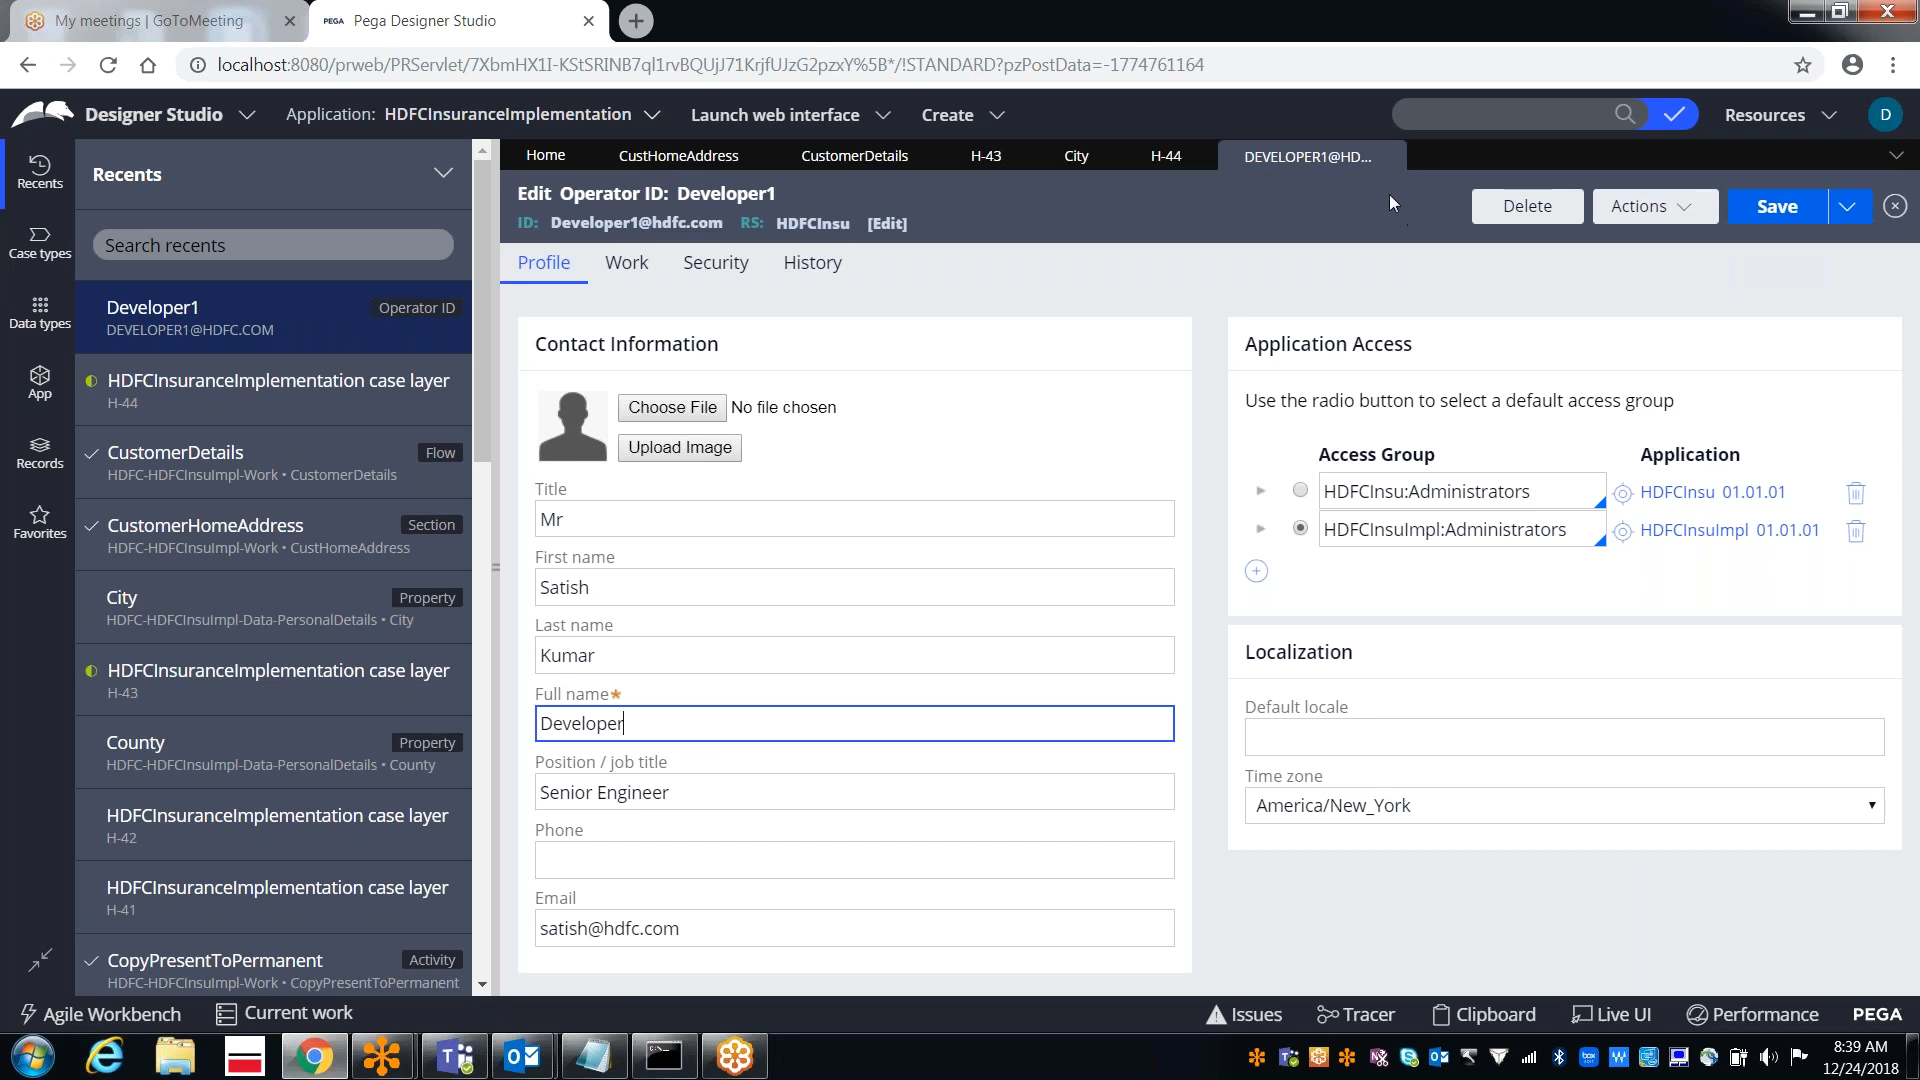 My meetings | GoToMeeting
PEGA Pega Designer Studio
localhost:8080/prweb/PRServlet/7XbmHX1I-KStSRINB7ql1rvBQUjJ71KrjfUJzG2pzxY%5B*/!STANDARD?pzPostData=-1774761164
Designer Studio
Application: HDFCInsuranceImplementation
Launch web interface
Create
Resources
D
Recents
Case types
Data types
App
Records
Favorites
Recents
Search recents
Developer1 Operator ID
DEVELOPER1@HDFC.COM
HDFCInsuranceImplementation case layer
H-44
CustomerDetails Flow
HDFC-HDFCInsuImpl-Work • CustomerDetails
CustomerHomeAddress Section
HDFC-HDFCInsuImpl-Work • CustHomeAddress
City Property
HDFC-HDFCInsuImpl-Data-PersonalDetails • City
HDFCInsuranceImplementation case layer
H-43
County Property
HDFC-HDFCInsuImpl-Data-PersonalDetails • County
HDFCInsuranceImplementation case layer
H-42
HDFCInsuranceImplementation case layer
H-41
CopyPresentToPermanent Activity
HDFC-HDFCInsuImpl-Work • CopyPresentToPermanent
Home CustHomeAddress CustomerDetails H-43 City H-44 DEVELOPER1@HD...
Edit Operator ID: Developer1
ID: Developer1@hdfc.com RS: HDFCInsu [Edit]
Delete Actions Save
Profile Work Security History
Contact Information
Choose File No file chosen
Upload Image
Title
Mr
First name
Satish
Last name
Kumar
Full name*
Developer
Position / job title
Senior Engineer
Phone
Email
satish@hdfc.com
Application Access
Use the radio button to select a default access group
Access Group Application
HDFCInsu:Administrators HDFCInsu 01.01.01
HDFCInsuImpl:Administrators HDFCInsuImpl 01.01.01
Localization
Default locale
Time zone
America/New_York
Agile Workbench Current work Issues Tracer Clipboard Live UI Performance PEGA
8:39 AM
12/24/2018